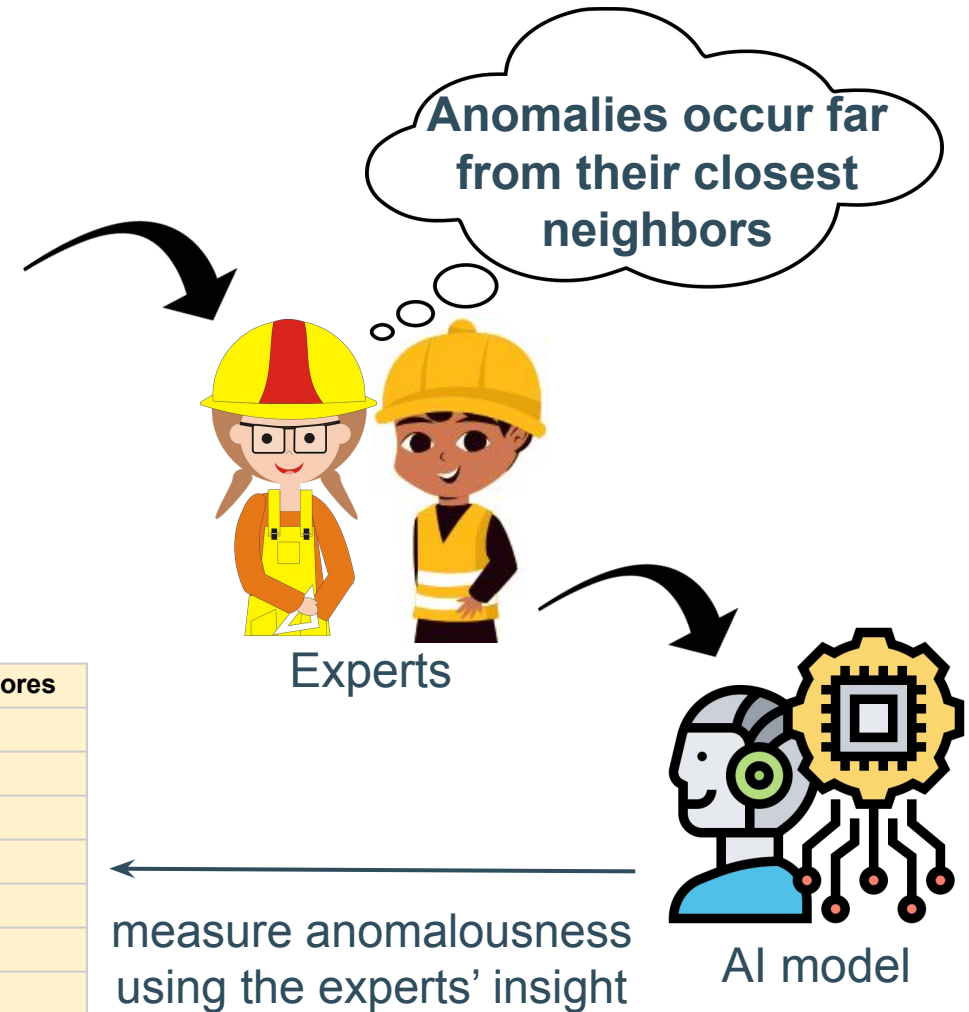 Anomalies occur far
from their closest
neighbors
Experts
ores
measure anomalousness
using the experts’ insight
AI model